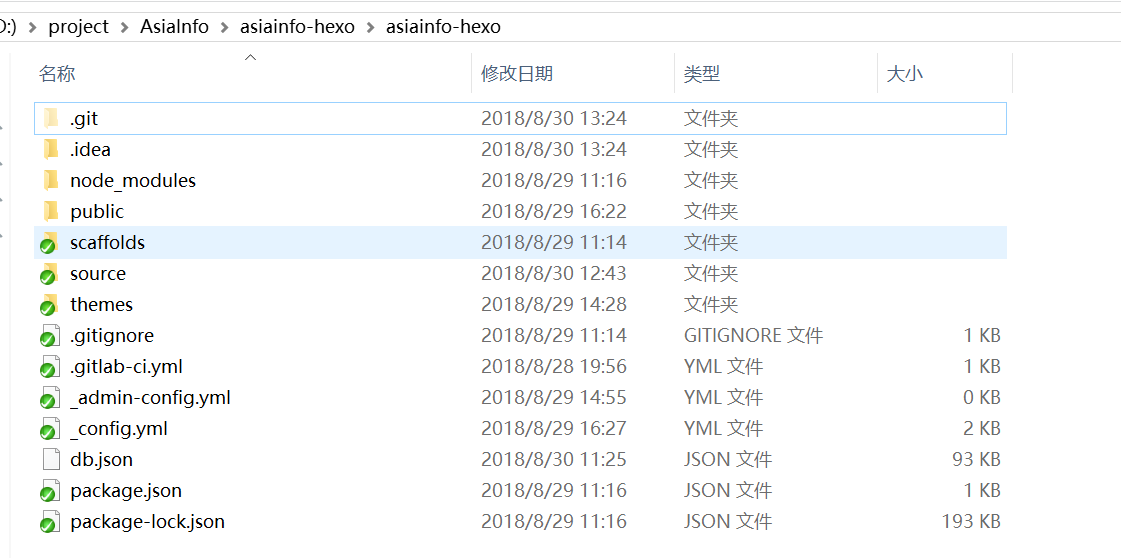 D:) > project > AsiaInfo > asiainfo-hexo > asiainfo-hexo
名称 修改日期 类型 大小
.git 2018/8/30 13:24 文件夹
.idea 2018/8/30 13:24 文件夹
node_modules 2018/8/29 11:16 文件夹
public 2018/8/29 16:22 文件夹
scaffolds 2018/8/29 11:14 文件夹
source 2018/8/30 12:43 文件夹
themes 2018/8/29 14:28 文件夹
.gitignore 2018/8/29 11:14 GITIGNORE 文件 1 KB
.gitlab-ci.yml 2018/8/28 19:56 YML 文件 1 KB
_admin-config.yml 2018/8/29 14:55 YML 文件 0 KB
_config.yml 2018/8/29 16:27 YML 文件 2 KB
db.json 2018/8/30 11:25 JSON 文件 93 KB
package.json 2018/8/29 11:16 JSON 文件 1 KB
package-lock.json 2018/8/29 11:16 JSON 文件 193 KB